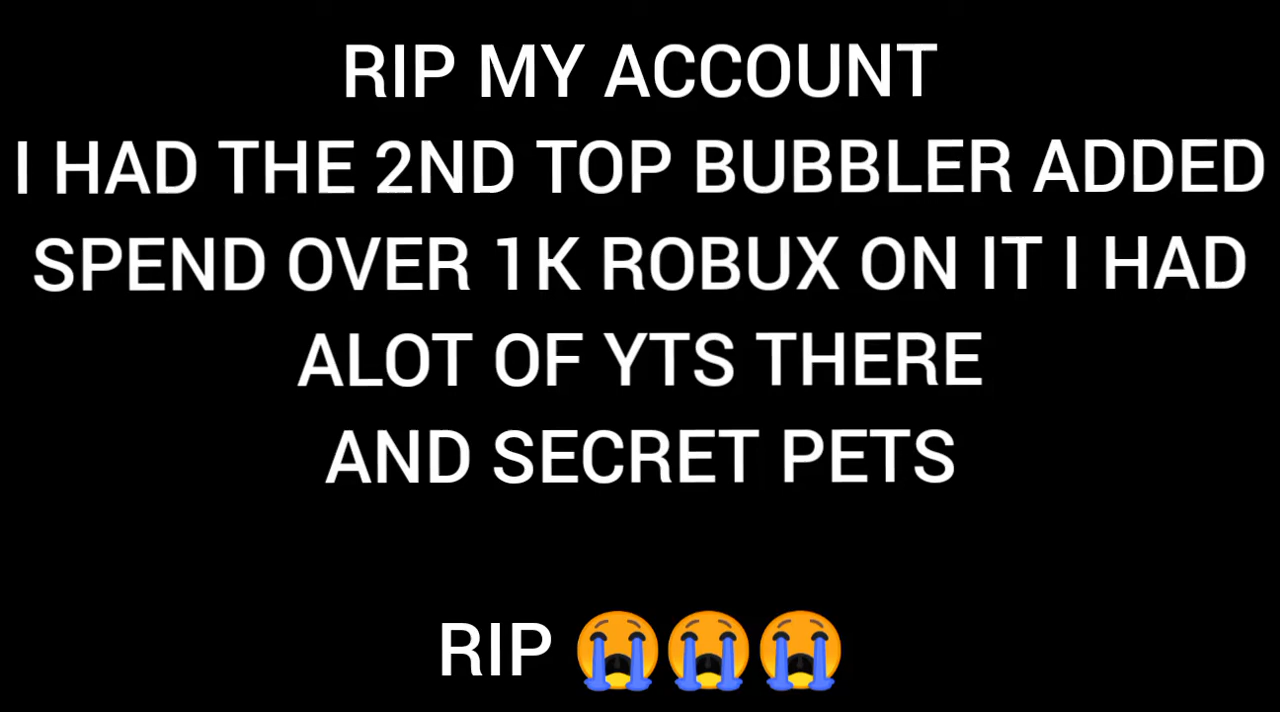 RIP MY ACCOUNT
I HAD THE 2ND TOP BUBBLER ADDED
SPEND OVER 1K ROBUX ON IT I HAD
ALOT OF YTS THERE
AND SECRET PETS
RIP 😭😭😭